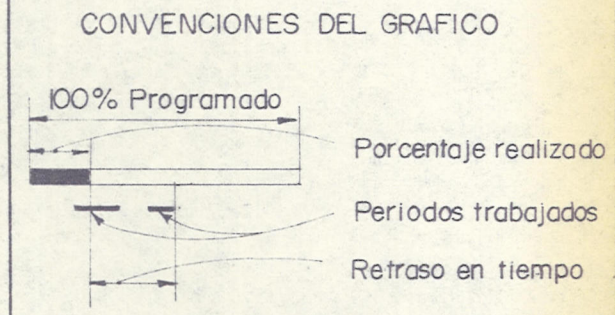 CONVENCIONES DEL GRAFICO
100% Programado
Porcentaje realizado
Periodos trabajados
Retraso en tiempo